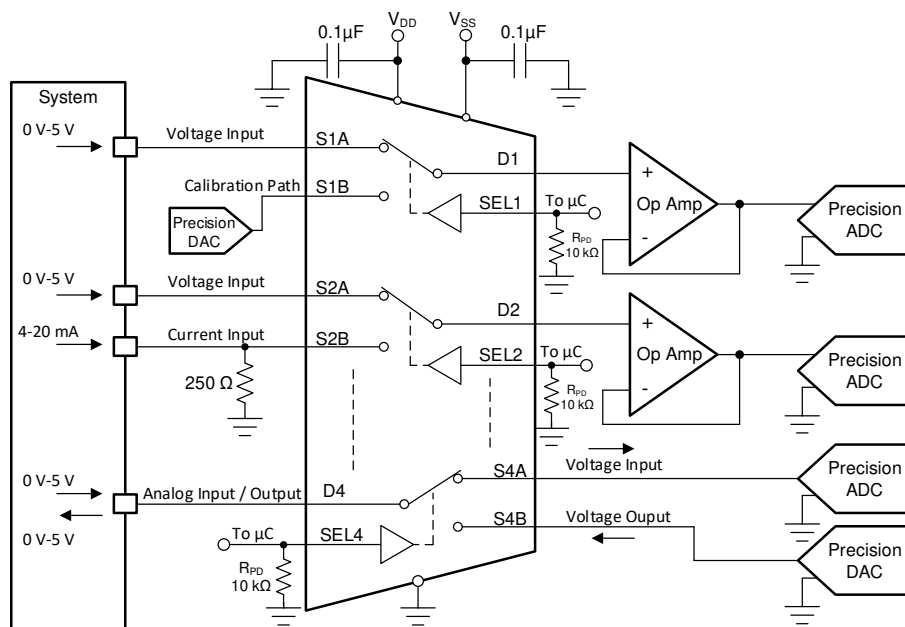 V_DD
V_SS
0.1µF
0.1µF
System
0 V-5 V
Voltage Input
S1A
D1
Calibration Path
S1B
Precision
DAC
SEL1
To µC
R_PD
10 kΩ
+
Op Amp
-
Precision
ADC
0 V-5 V
Voltage Input
S2A
D2
4-20 mA
Current Input
S2B
250 Ω
SEL2
To µC
R_PD
10 kΩ
+
Op Amp
-
Precision
ADC
0 V-5 V
Analog Input / Output
D4
0 V-5 V
S4A
Voltage Input
Precision
ADC
S4B
Voltage Ouput
Precision
DAC
To µC
SEL4
R_PD
10 kΩ